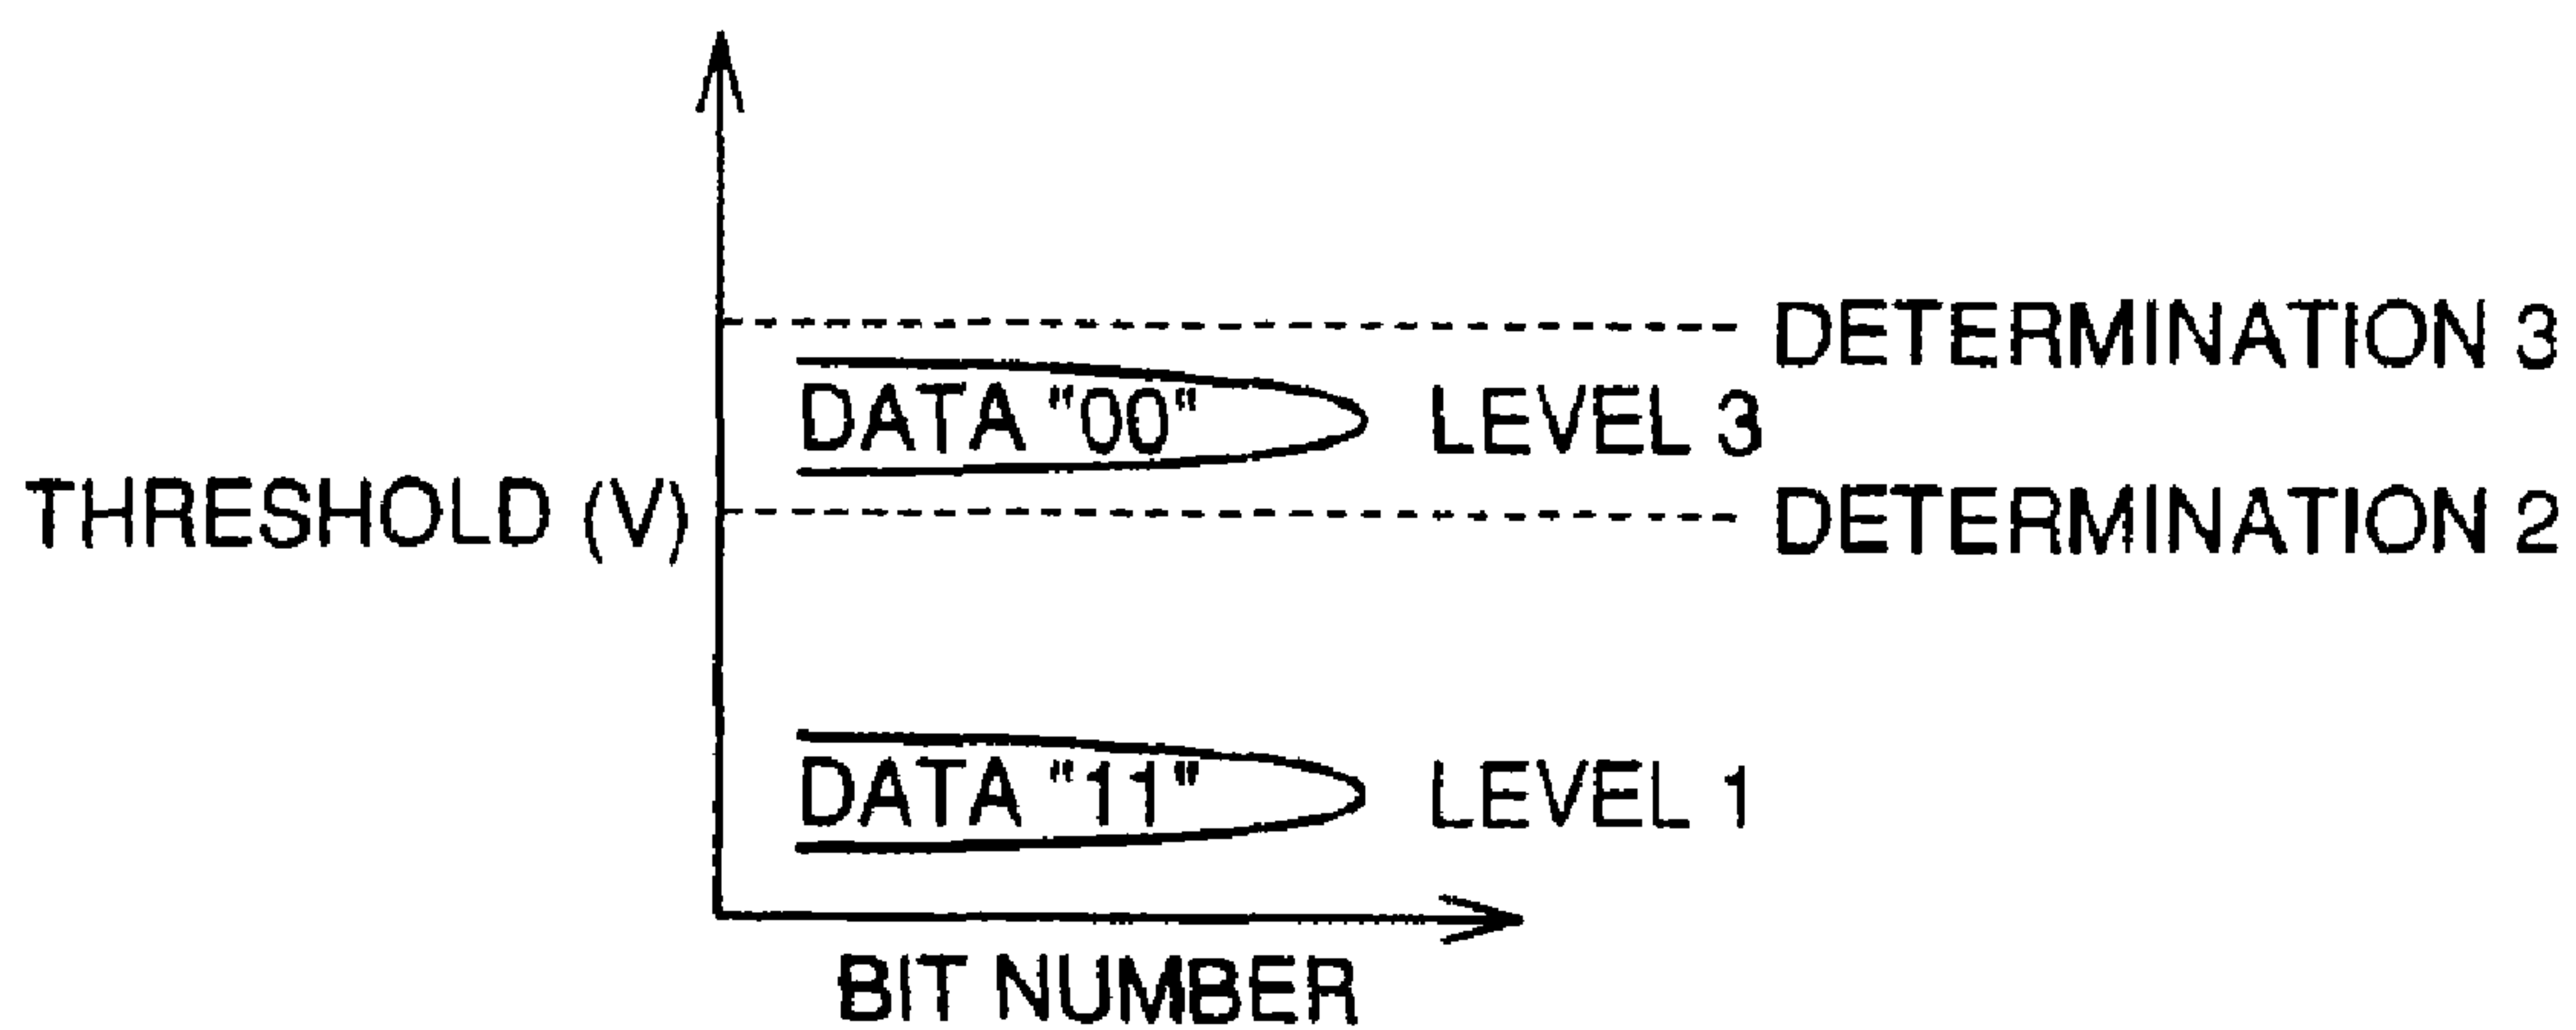 DETERMINATION 3
DATA "00" LEVEL 3
THRESHOLD (V) DETERMINATION 2
DATA "11" LEVEL 1
BIT NUMBER